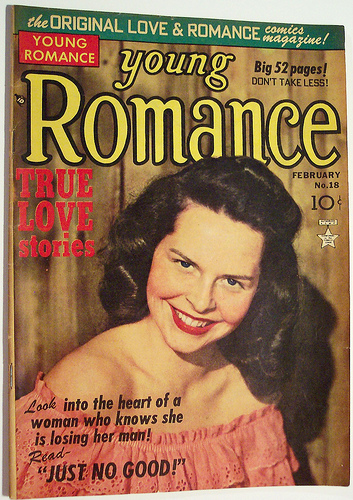 the ORIGINAL LOVE & ROMANCE comics magazine!
YOUNG
ROMANCE
young
Big 52 pages!
DON'T TAKE LESS!
Romance
FEBRUARY
No.18
10¢
TRUE
LOVE
stories
Look into the heart of a
woman who knows she
is losing her man!
Read-
"JUST NO GOOD!"